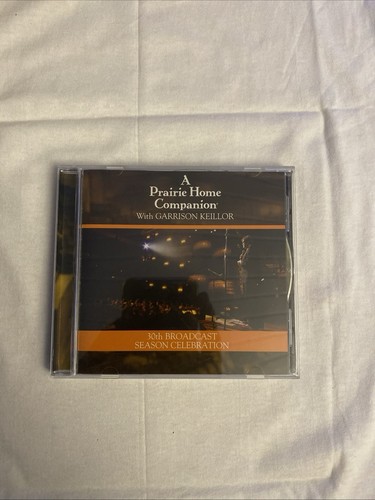 A
Prairie Home
Companion
With GARRISON KEILLOR
30th BROADCAST
SEASON CELEBRATION